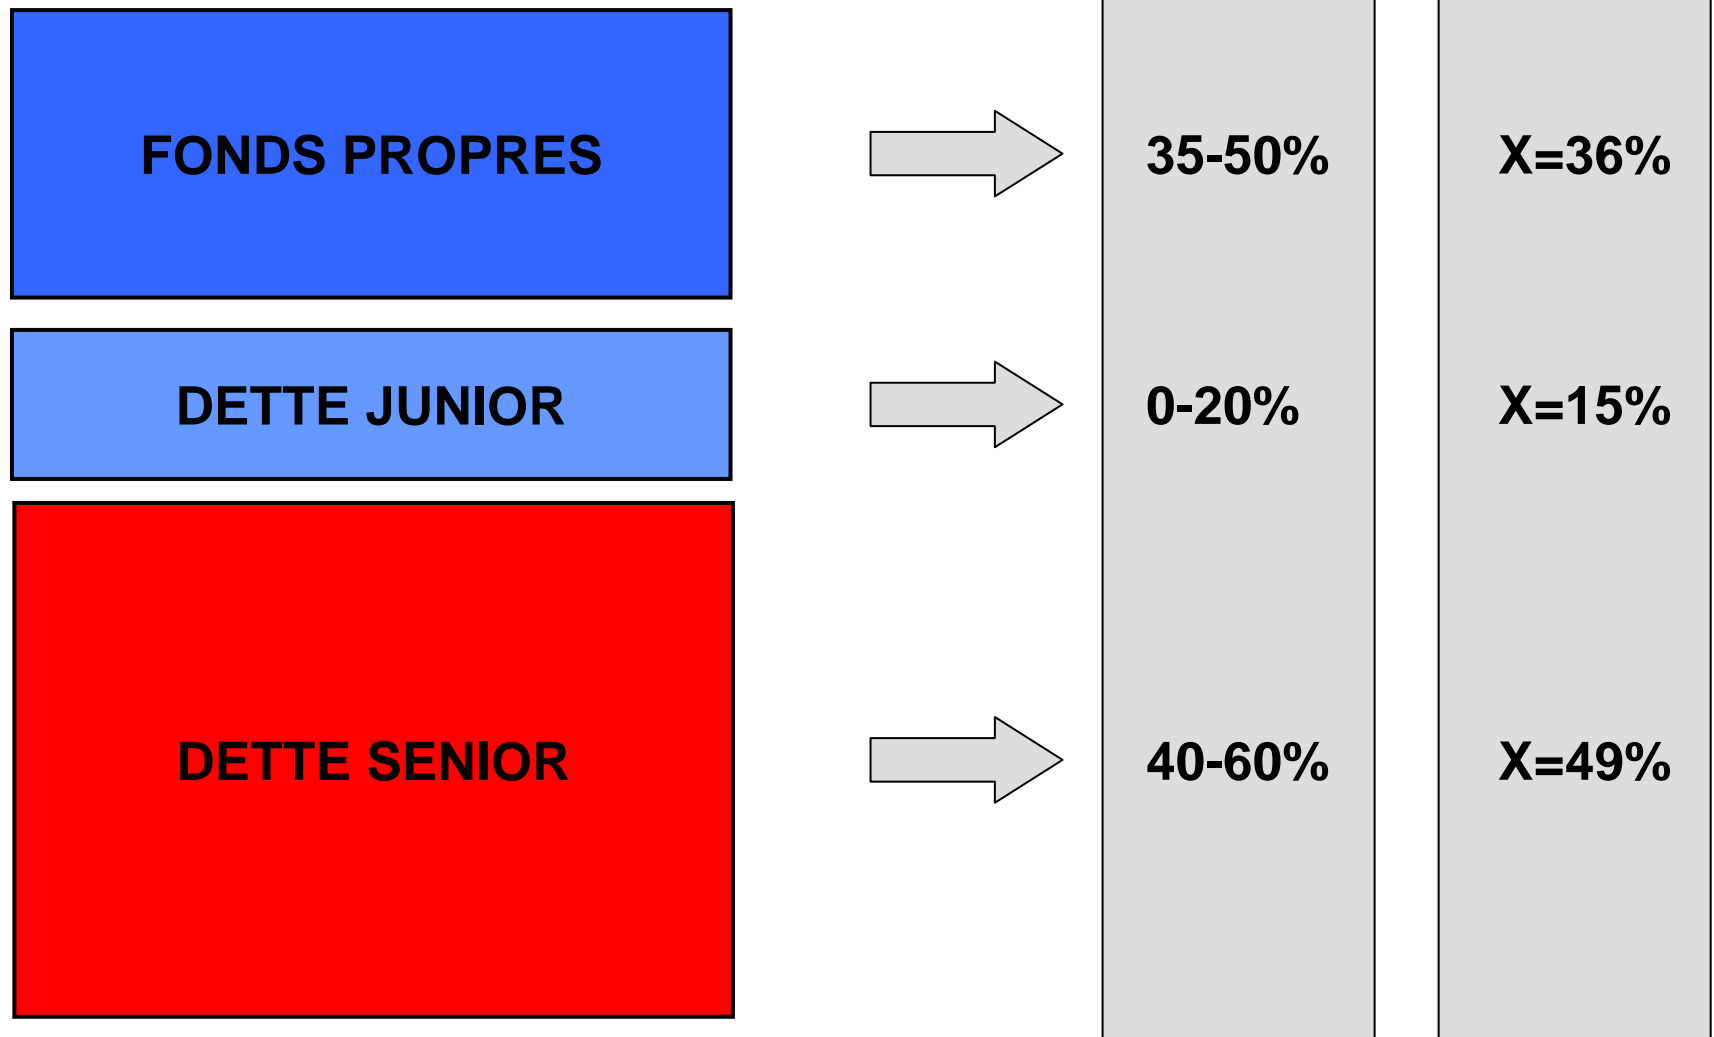 FONDS PROPRES 35-50% X=36%
DETTE JUNIOR 0-20% X=15%
DETTE SENIOR 40-60% X=49%